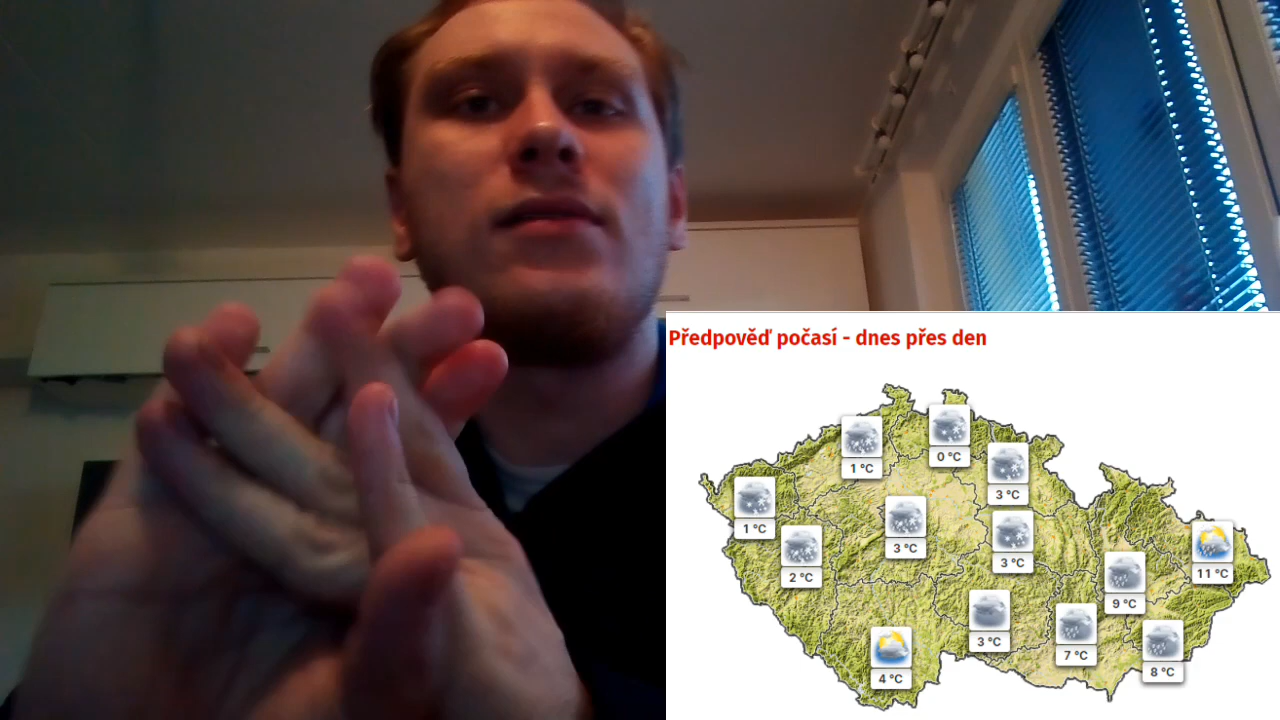 Předpověď počasí - dnes přes den
0 °C
1 °C
3 °C
1 °C
3 °C
3 °C
11 °C
2 °C
9 °C
3 °C
7 °C
8 °C
4 °C